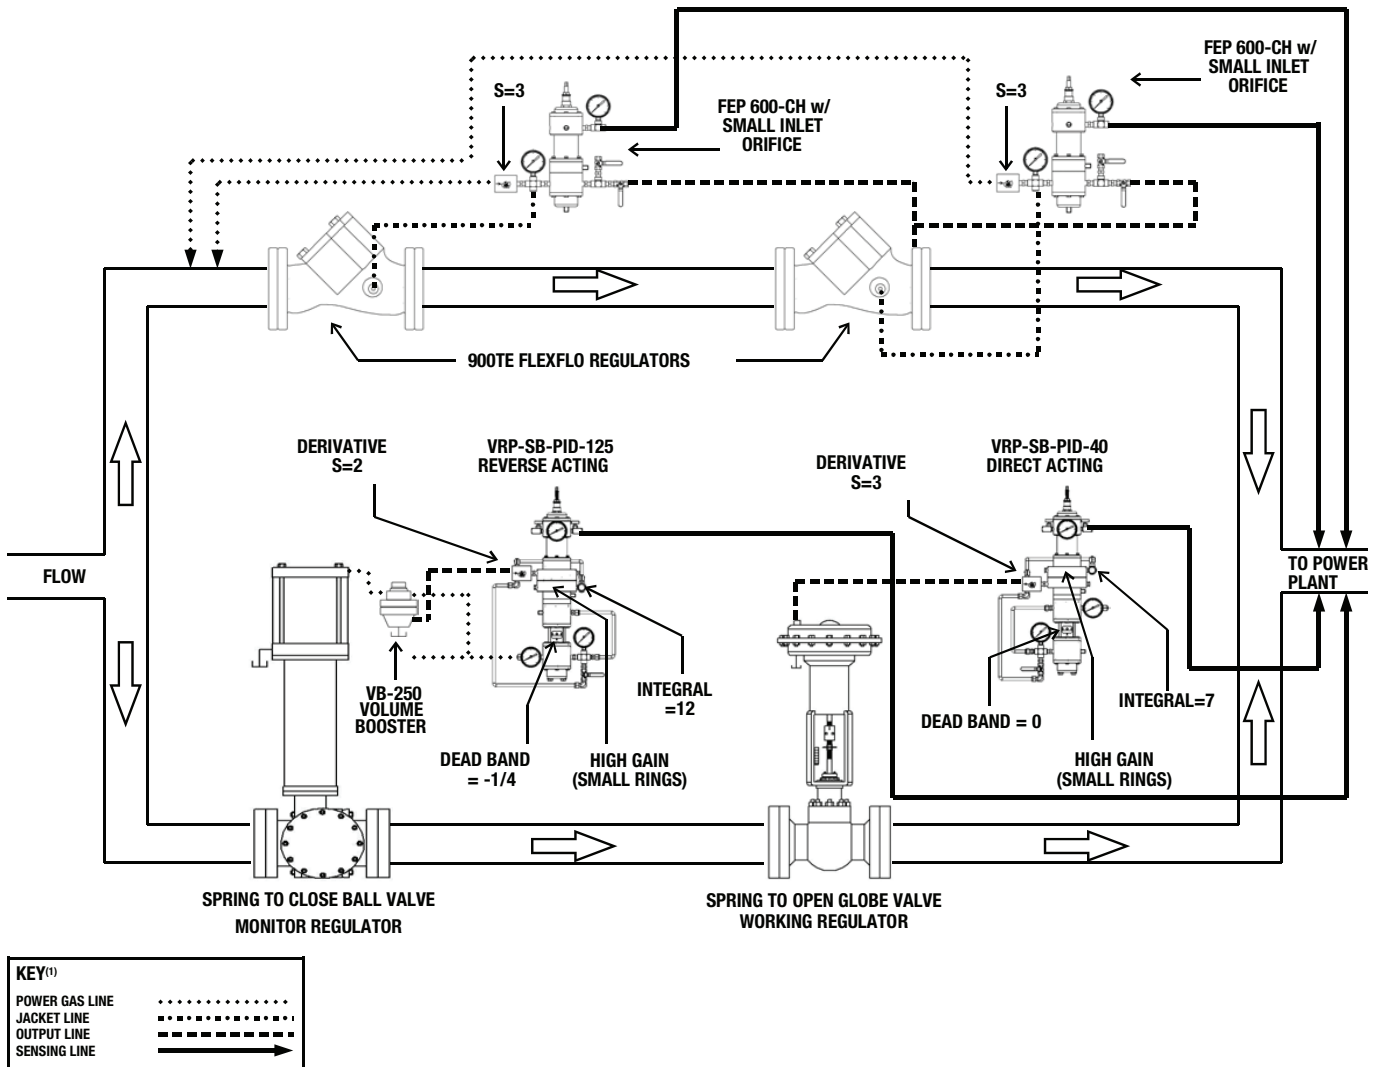 FEP 600-CH w/
SMALL INLET
ORIFICE
S=3
FEP 600-CH w/
SMALL INLET
ORIFICE
S=3
900TE FLEXFLO REGULATORS
DERIVATIVE
S=2
VRP-SB-PID-125
REVERSE ACTING
DERIVATIVE
S=3
VRP-SB-PID-40
DIRECT ACTING
FLOW
TO POWER
PLANT
VB-250
VOLUME
BOOSTER
INTEGRAL
=12
DEAD BAND
= -1/4
HIGH GAIN
(SMALL RINGS)
DEAD BAND = 0
INTEGRAL=7
HIGH GAIN
(SMALL RINGS)
SPRING TO CLOSE BALL VALVE
MONITOR REGULATOR
SPRING TO OPEN GLOBE VALVE
WORKING REGULATOR
KEY(1)
POWER GAS LINE
JACKET LINE
OUTPUT LINE
SENSING LINE